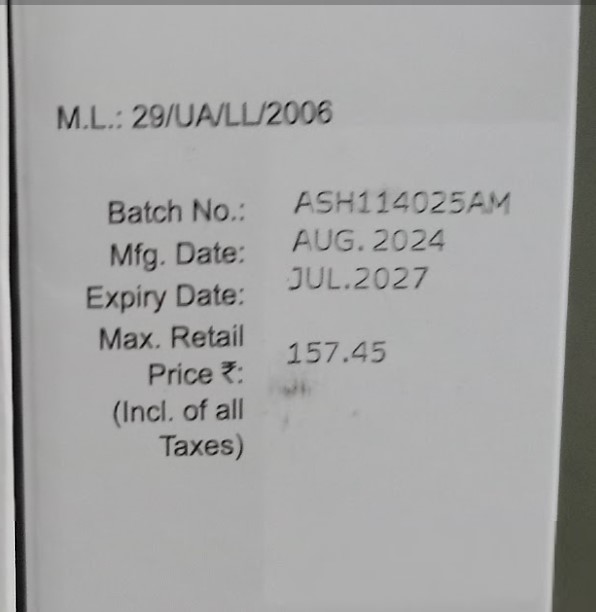 M.L.: 29/UA/LL/2006
Batch No.: ASH114025AM
Mfg. Date: AUG. 2024
Expiry Date: JUL.2027
Max. Retail
Price ₹: 157.45
(Incl. of all
Taxes)